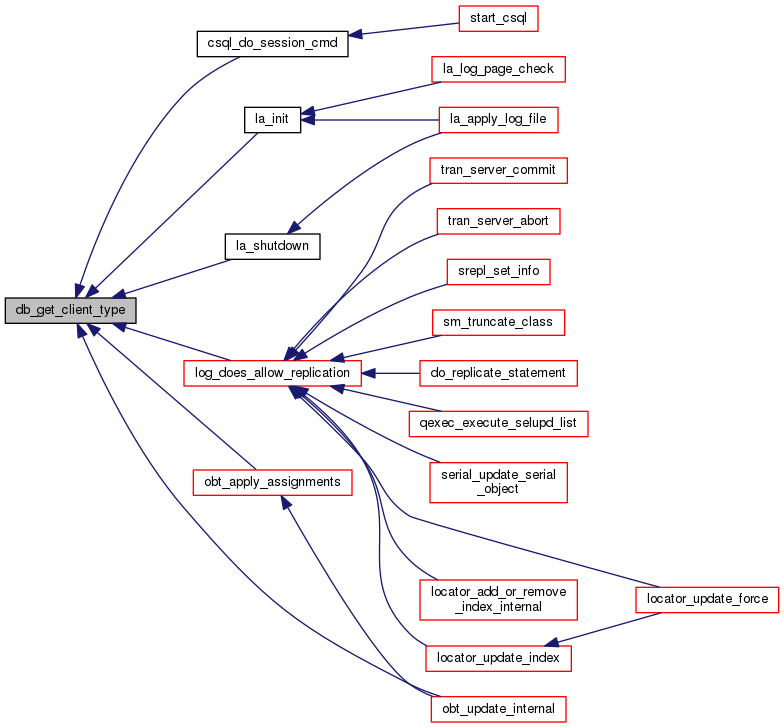 start_csql
csql_do_session_cmd
la_log_page_check
la_init
la_apply_log_file
tran_server_commit
tran_server_abort
la_shutdown
srepl_set_info
db_get_client_type
sm_truncate_class
log_does_allow_replication
do_replicate_statement
qexec_execute_selupd_list
serial_update_serial
_object
obt_apply_assignments
locator_add_or_remove
_index_internal
locator_update_force
locator_update_index
obt_update_internal